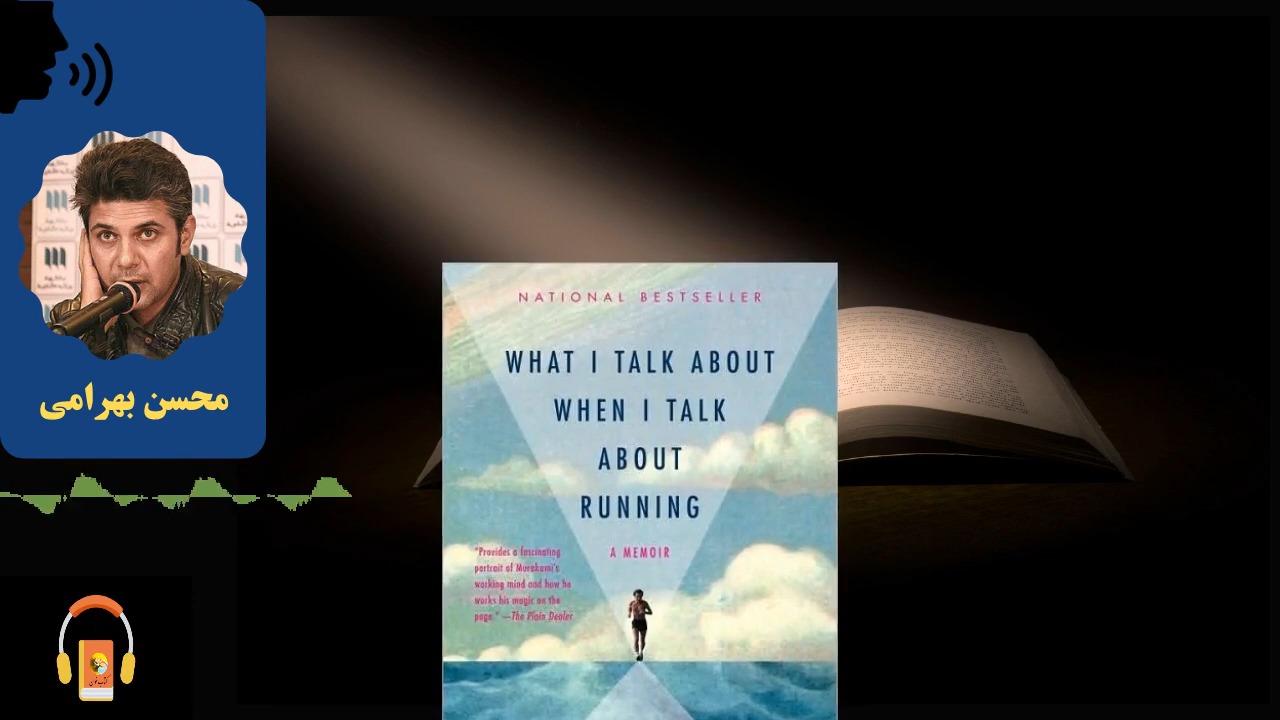 محسن بهرامی
NATIONAL BESTSELLER
WHAT I TALK ABOUT
WHEN I TALK
ABOUT
RUNNING
A MEMOIR
"Provides a fascinating
portrait of Murakami's
working mind and how he
works his magic on the
page." —The Plain Dealer